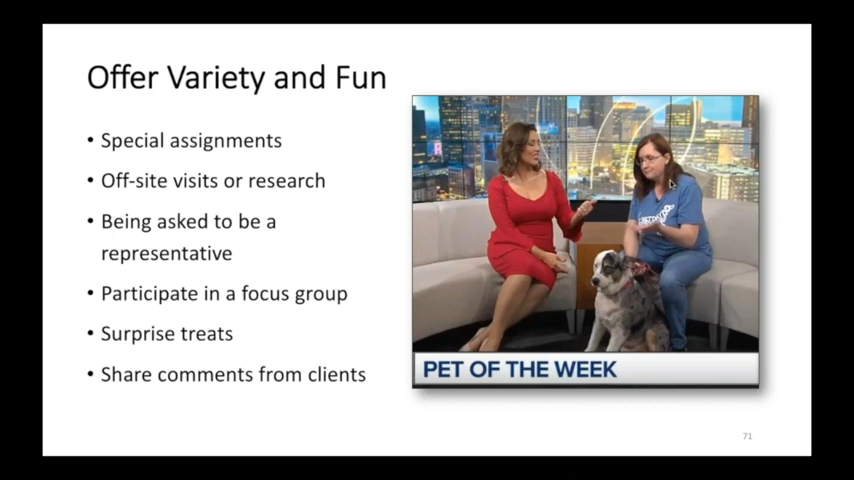 Offer Variety and Fun
• Special assignments
• Off-site visits or research
• Being asked to be a
representative
• Participate in a focus group
• Surprise treats
• Share comments from clients
PET OF THE WEEK
71